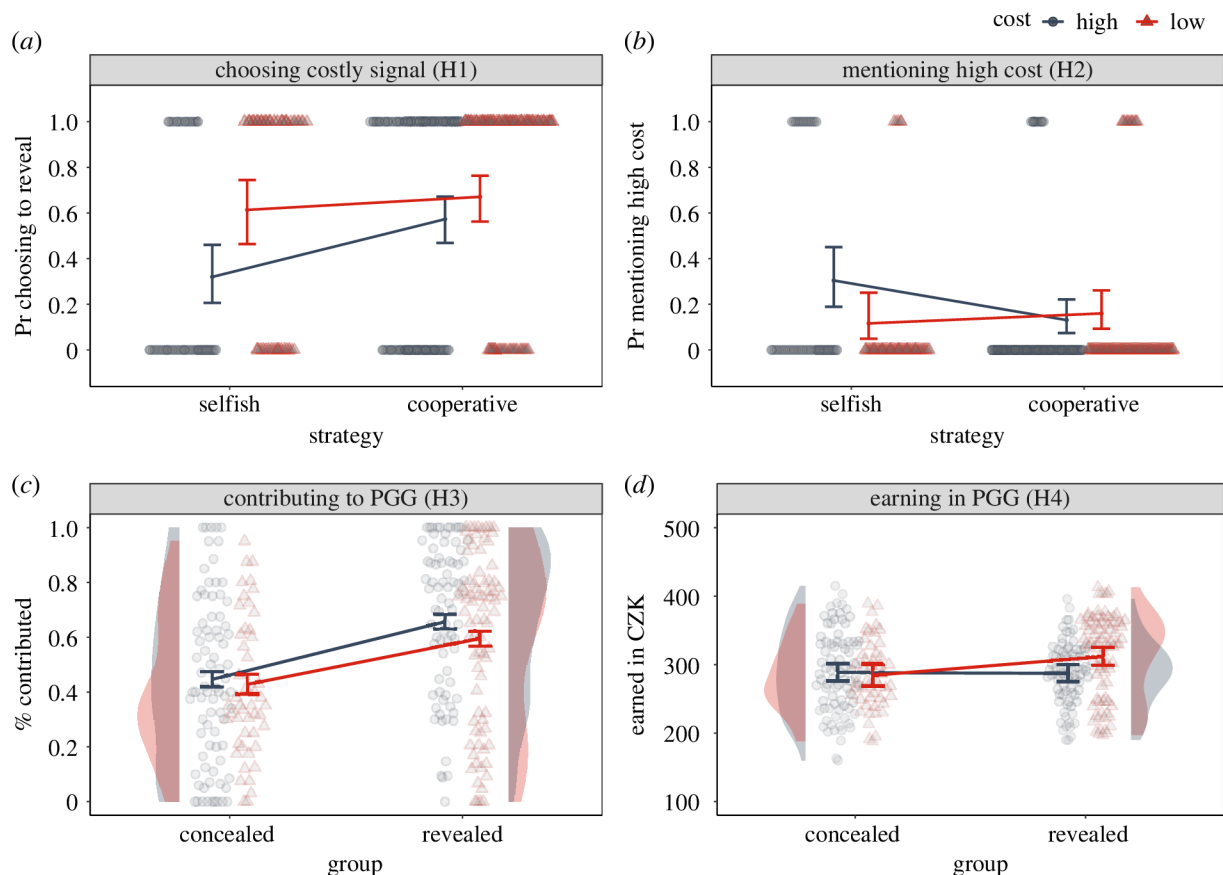 cost high low
(a)
choosing costly signal (H1)
Pr choosing to reveal
1.0
0.8
0.6
0.4
0.2
0
selfish cooperative
strategy
(b)
mentioning high cost (H2)
Pr mentioning high cost
1.0
0.8
0.6
0.4
0.2
0
selfish cooperative
strategy
(c)
contributing to PGG (H3)
% contributed
1.0
0.8
0.6
0.4
0.2
0
concealed revealed
group
(d)
earning in PGG (H4)
earned in CZK
500
400
300
200
100
concealed revealed
group